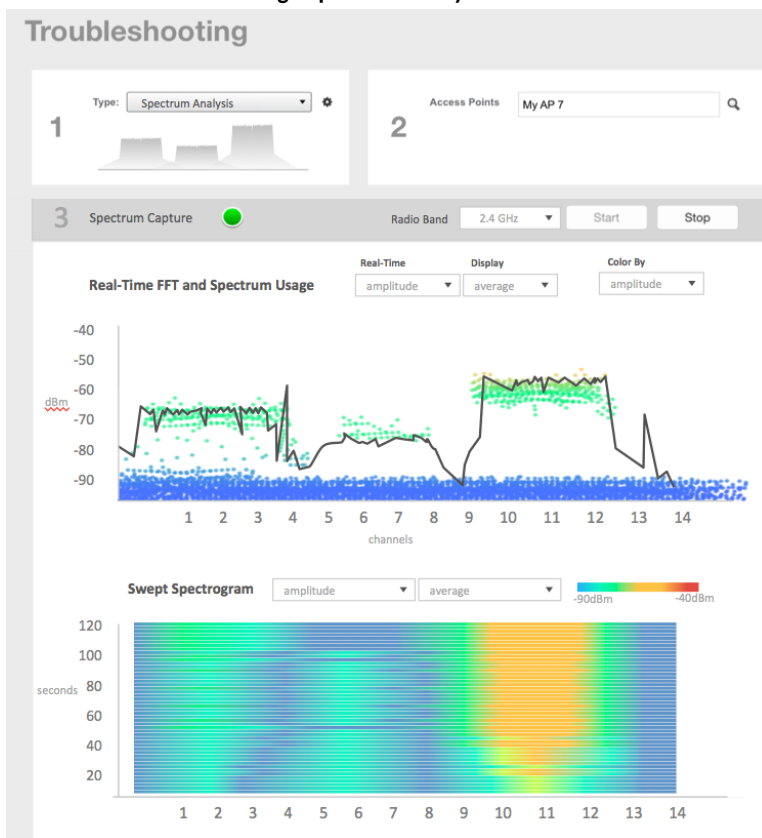 Troubleshooting
1
Type:
Spectrum Analysis
2
Access Points
My AP 7
3
Spectrum Capture
Radio Band
2.4 GHz
Start
Stop
Real-Time FFT and Spectrum Usage
Real-Time
amplitude
Display
average
Color By
amplitude
dBm
-40
-50
-60
-70
-80
-90
1 2 3 4 5 6 7 8 9 10 11 12 13 14
channels
Swept Spectrogram
amplitude
average
-90dBm
-40dBm
seconds
120
100
80
60
40
20
1 2 3 4 5 6 7 8 9 10 11 12 13 14